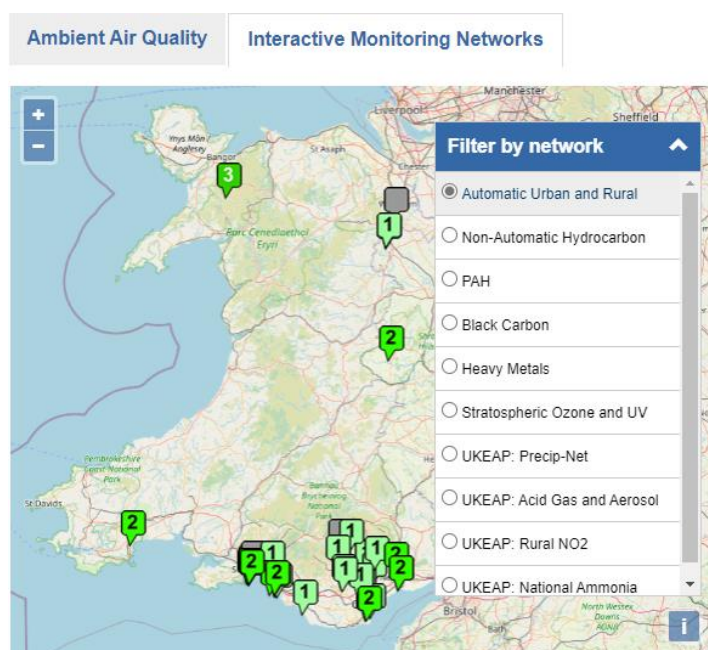 Ambient Air Quality
Interactive Monitoring Networks
+
−
Manchester
Liverpool
Sheffield
Ynys Môn /
Anglesey
Bangor
St Asaph
Chester
3
1
Parc Cenedlaethol
Eryri
2
Pembrokeshire
Coast National
Park
St Davids
2
Bannau
Brycheiniog
National
Park
1
1
1
1
2
2
1
2
2
1
1
2
Bristol
Bath
North Wessex
Downs
AONB
Filter by network
Automatic Urban and Rural
Non-Automatic Hydrocarbon
PAH
Black Carbon
Heavy Metals
Stratospheric Ozone and UV
UKEAP: Precip-Net
UKEAP: Acid Gas and Aerosol
UKEAP: Rural NO2
UKEAP: National Ammonia
i